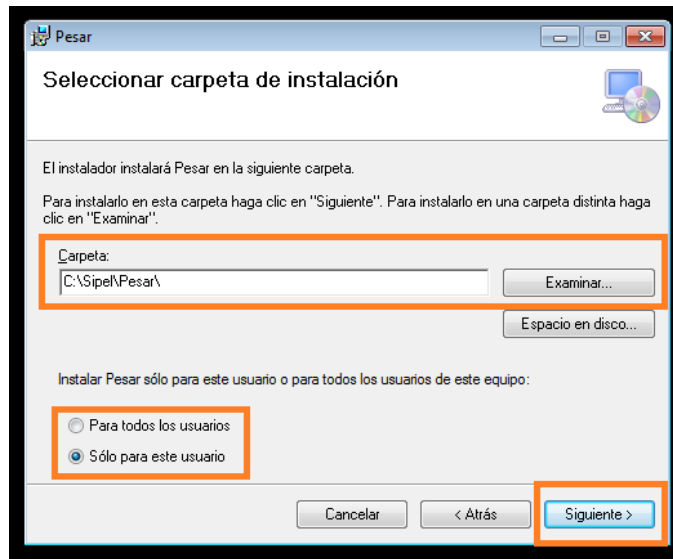 Pesar
Seleccionar carpeta de instalación
El instalador instalará Pesar en la siguiente carpeta.
Para instalarlo en esta carpeta haga clic en "Siguiente". Para instalarlo en una carpeta distinta haga
clic en "Examinar".
Carpeta:
C:\Sipel\Pesar\
Examinar...
Espacio en disco...
Instalar Pesar sólo para este usuario o para todos los usuarios de este equipo:
Para todos los usuarios
Sólo para este usuario
Cancelar
< Atrás
Siguiente >